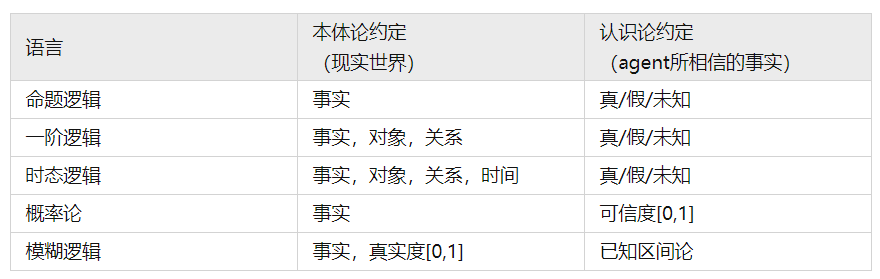 语言
本体论约定
（现实世界）
认识论约定
（agent所相信的事实）
命题逻辑
事实
真/假/未知
一阶逻辑
事实，对象，关系
真/假/未知
时态逻辑
事实，对象，关系，时间
真/假/未知
概率论
事实
可信度[0,1]
模糊逻辑
事实，真实度[0,1]
已知区间论